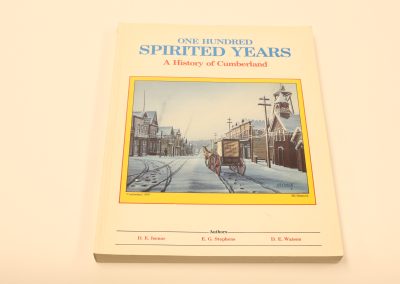 ONE HUNDRED
SPIRITED YEARS
A History of Cumberland
Authors
D. E. Isenor
E. G. Stephens
D. E. Watson